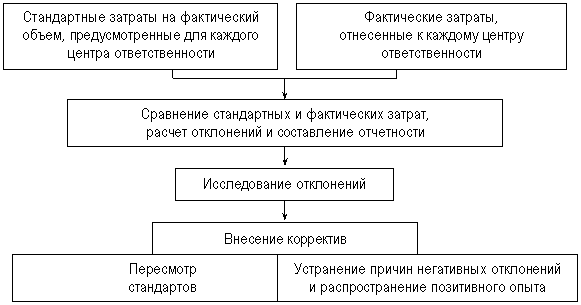 Стандартные затраты на фактический
объем, предусмотренные для каждого
центра ответственности
Фактические затраты,
отнесенные к каждому центру
ответственности
Сравнение стандартных и фактических затрат,
расчет отклонений и составление отчетности
Исследование отклонений
Внесение корректив
Пересмотр
стандартов
Устранение причин негативных отклонений
и распространение позитивного опыта